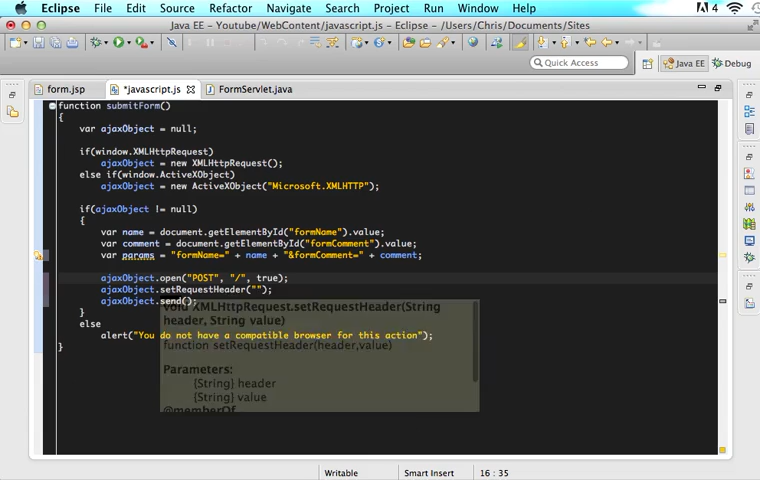 Eclipse File Edit Source Refactor Navigate Search Project Run Window Help 4
Java EE - Youtube/WebContent/javascript.js - Eclipse - /Users/Chris/Documents/Sites
Quick Access Java EE Debug
form.jsp *javascript.js FormServlet.java
function submitForm()
{
var ajaxObject = null;
if(window.XMLHttpRequest)
ajaxObject = new XMLHttpRequest();
else if(window.ActiveXObject)
ajaxObject = new ActiveXObject("Microsoft.XMLHTTP");
if(ajaxObject != null)
{
var name = document.getElementById("formName").value;
var comment = document.getElementById("formComment").value;
var params = "formName=" + name + "&formComment=" + comment;
ajaxObject.open("POST", "/", true);
ajaxObject.setRequestHeader("");
ajaxObject.send();
void XMLHttpRequest.setRequestHeader(String
}
header, String value)
else
alert("You do not have a compatible browser for this action");
function setRequestHeader(header,value)
}
Parameters:
{String} header
{String} value
@memberOf
Writable Smart Insert 16 : 35